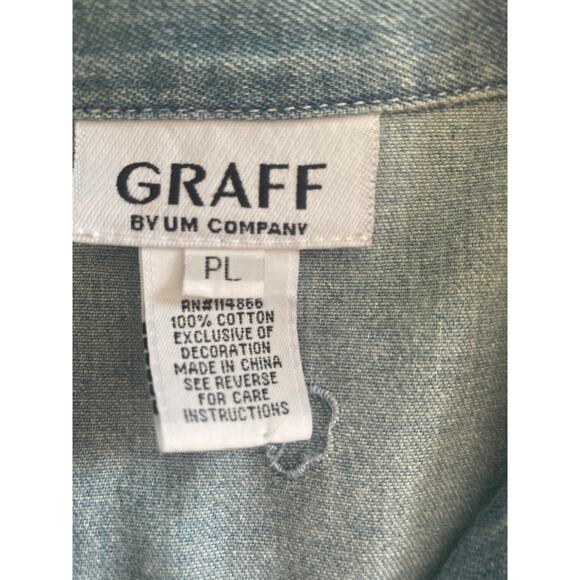 GRAFF
BY UM COMPANY
PL
RN#114866
100% COTTON
EXCLUSIVE OF
DECORATION
MADE IN CHINA
SEE REVERSE
FOR CARE
INSTRUCTIONS